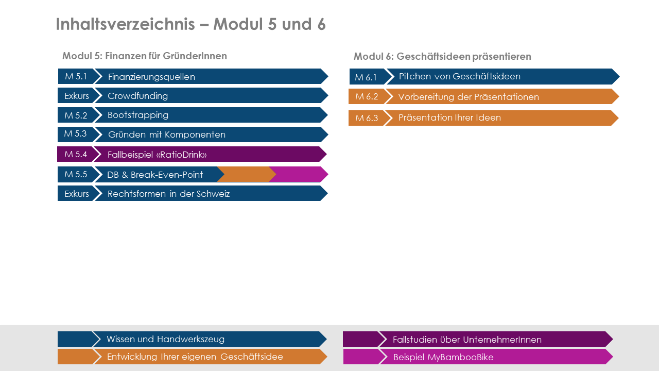 Inhaltsverzeichnis – Modul 5 und 6
Modul 5: Finanzen für GründerInnen
M 5.1 Finanzierungsquellen
Exkurs Crowdfunding
M 5.2 Bootstrapping
M 5.3 Gründen mit Komponenten
M 5.4 Fallbeispiel «RatioDrink»
M 5.5 DB & Break-Even-Point
Exkurs Rechtsformen in der Schweiz
Modul 6: Geschäftsideen präsentieren
M 6.1 Pitchen von Geschäftsideen
M 6.2 Vorbereitung der Präsentationen
M 6.3 Präsentation Ihrer Ideen
Wissen und Handwerkszeug
Entwicklung Ihrer eigenen Geschäftsidee
Fallstudien über UnternehmerInnen
Beispiel MyBambooBike